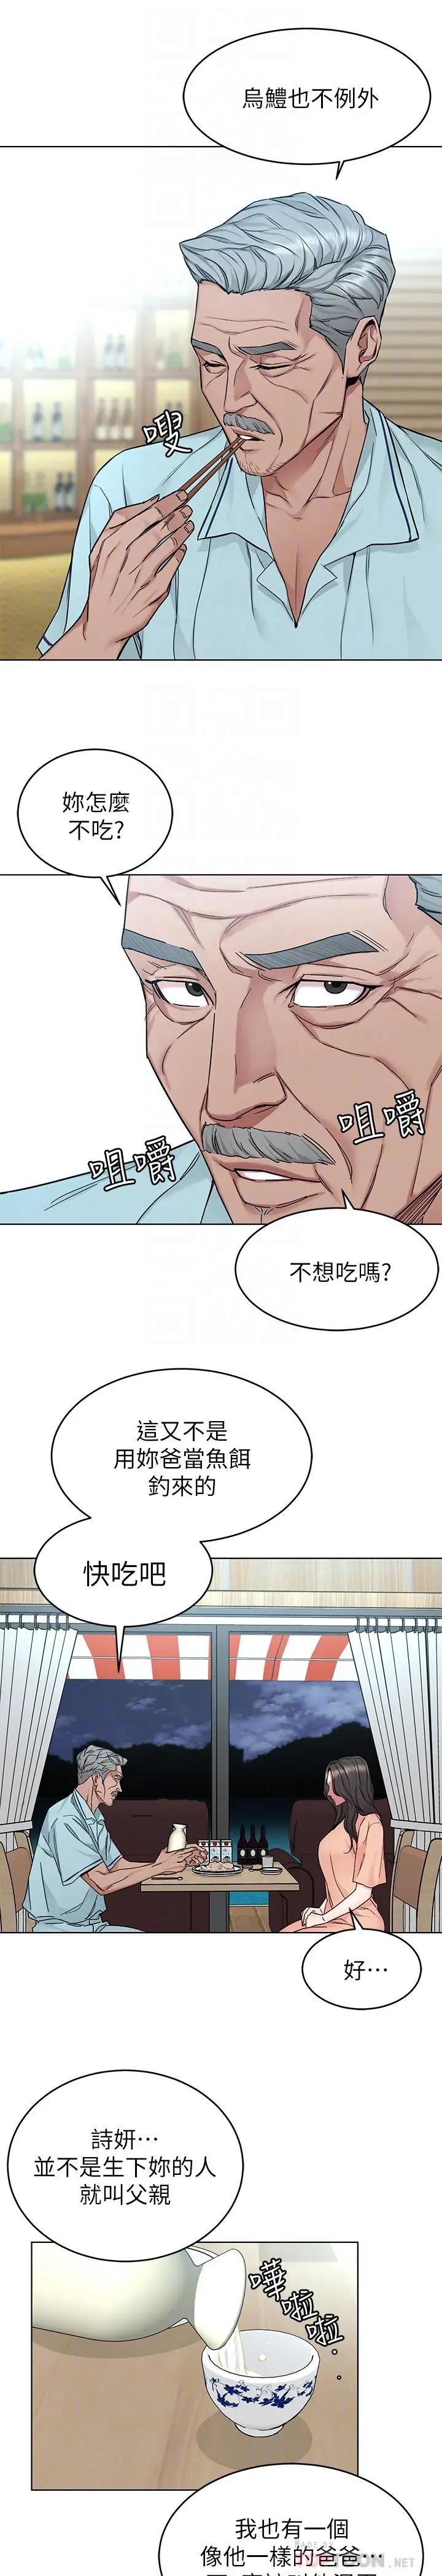 烏鱧也不例外
嗖
妳怎麼
不吃?
咀嚼
咀嚼
不想吃嗎?
這又不是
用妳爸當魚餌
釣來的
快吃吧
好⋯
詩妍⋯
並不是生下妳的人
就叫父親
嘩啦啦。。
我也有一個
像他一樣的爸爸⋯